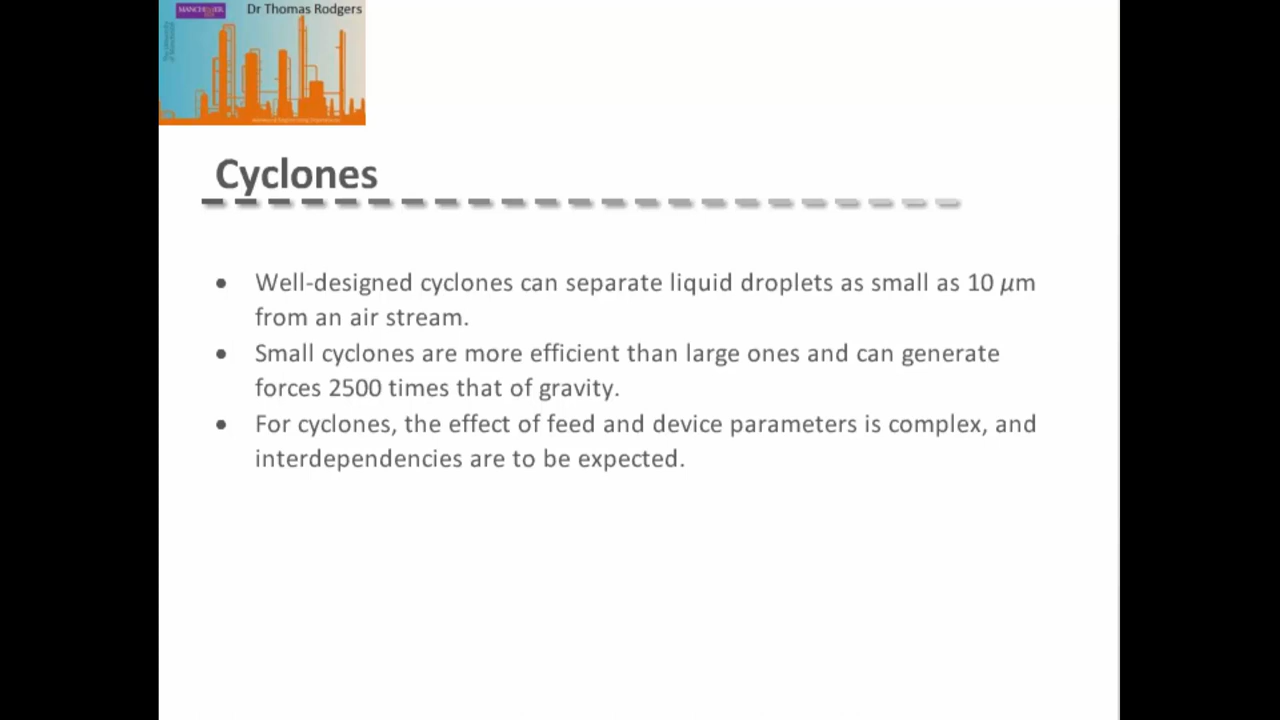 MANCHESTER
Dr Thomas Rodgers
Cyclones
• Well-designed cyclones can separate liquid droplets as small as 10 μm
from an air stream.
• Small cyclones are more efficient than large ones and can generate
forces 2500 times that of gravity.
• For cyclones, the effect of feed and device parameters is complex, and
interdependencies are to be expected.